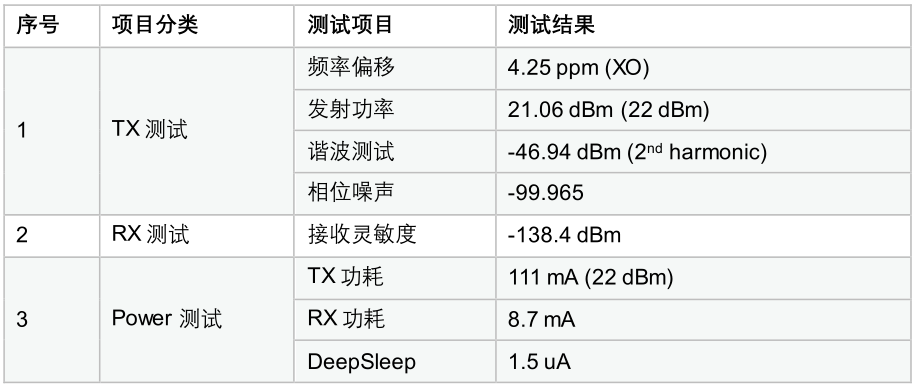 序号 项目分类 测试项目 测试结果
1 TX 测试 频率偏移 4.25 ppm (XO)
发射功率 21.06 dBm (22 dBm)
谐波测试 -46.94 dBm (2nd harmonic)
相位噪声 -99.965
2 RX 测试 接收灵敏度 -138.4 dBm
3 Power 测试 TX 功耗 111 mA (22 dBm)
RX 功耗 8.7 mA
DeepSleep 1.5 uA